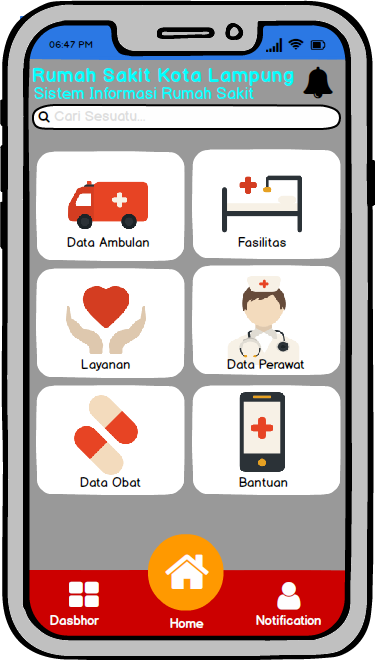 06:47 PM
Rumah Sakit Kota Lampung
Sistem Informasi Rumah Sakit
Cari Sesuatu...
Data Ambulan
Fasilitas
Layanan
Data Perawat
Data Obat
Bantuan
Dasbhor
Home
Notification